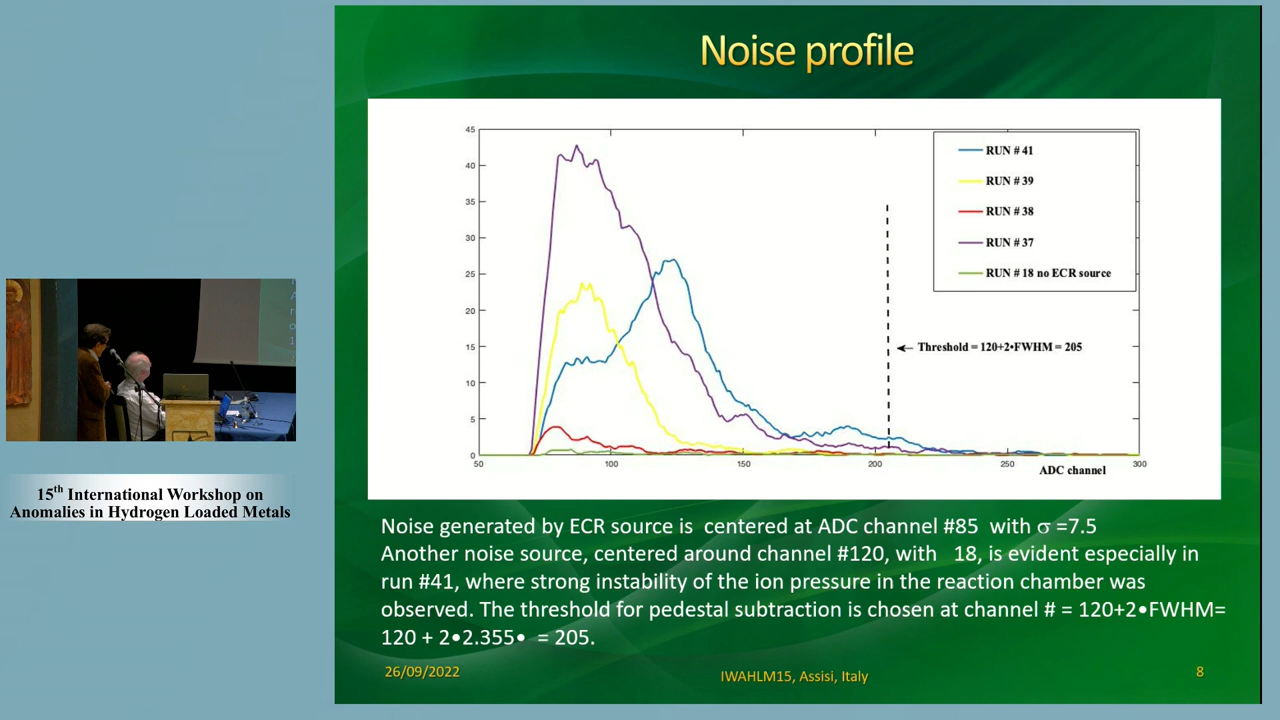 Noise profile
45
40
35
30
25
20
15
10
5
0
50
100
150
200
250
300
ADC channel
RUN # 41
RUN # 39
RUN # 38
RUN # 37
RUN # 18 no ECR source
Threshold = 120+2•FWHM = 205
Noise generated by ECR source is centered at ADC channel #85 with σ =7.5
Another noise source, centered around channel #120, with 18, is evident especially in
run #41, where strong instability of the ion pressure in the reaction chamber was
observed. The threshold for pedestal subtraction is chosen at channel # = 120+2•FWHM=
120 + 2•2.355• = 205.
26/09/2022
IWAHLM15, Assisi, Italy
8
15th International Workshop on
Anomalies in Hydrogen Loaded Metals